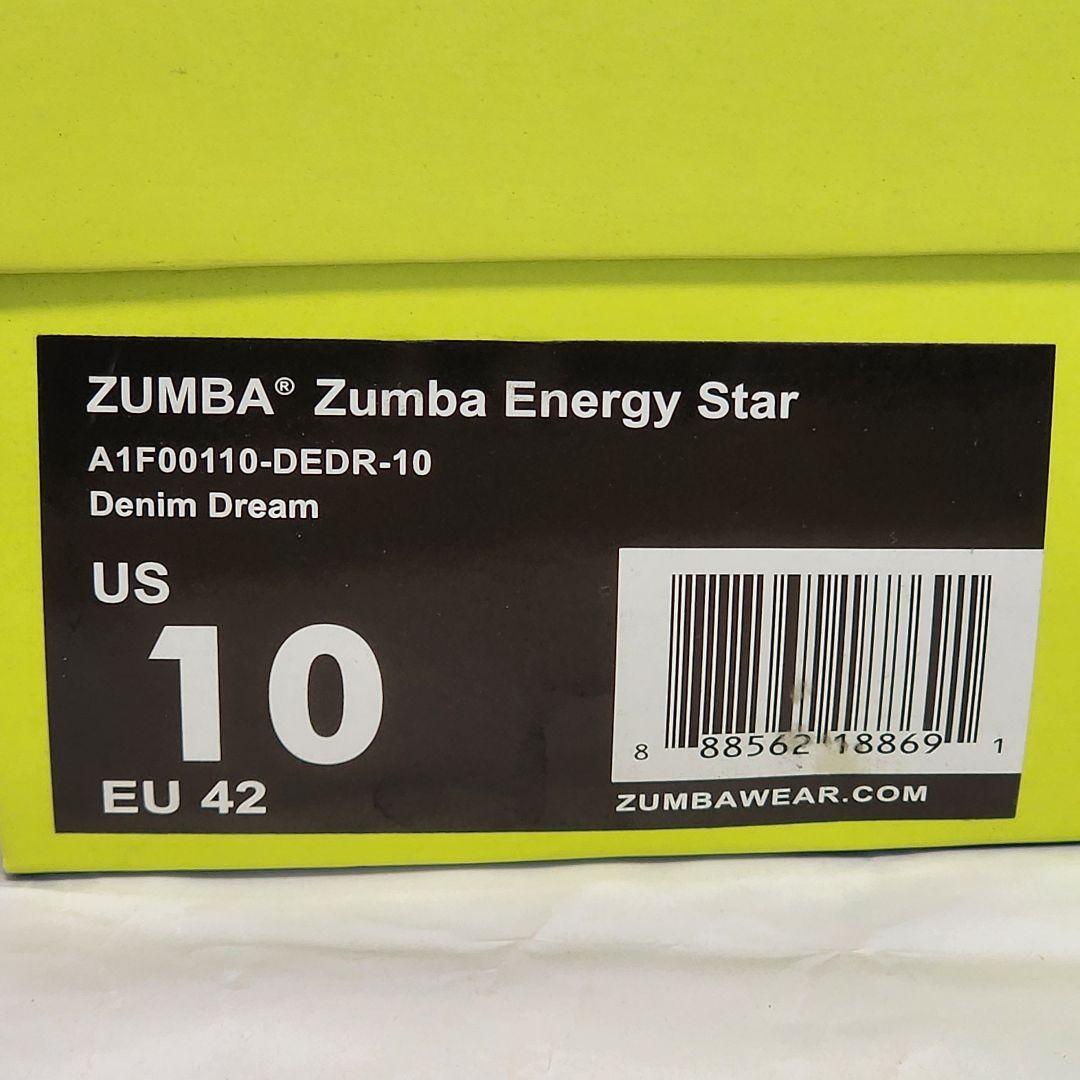 ZUMBA® Zumba Energy Star
A1F00110-DEDR-10
Denim Dream
US
10
EU 42
8 88562 18869 1
ZUMBAWEAR.COM